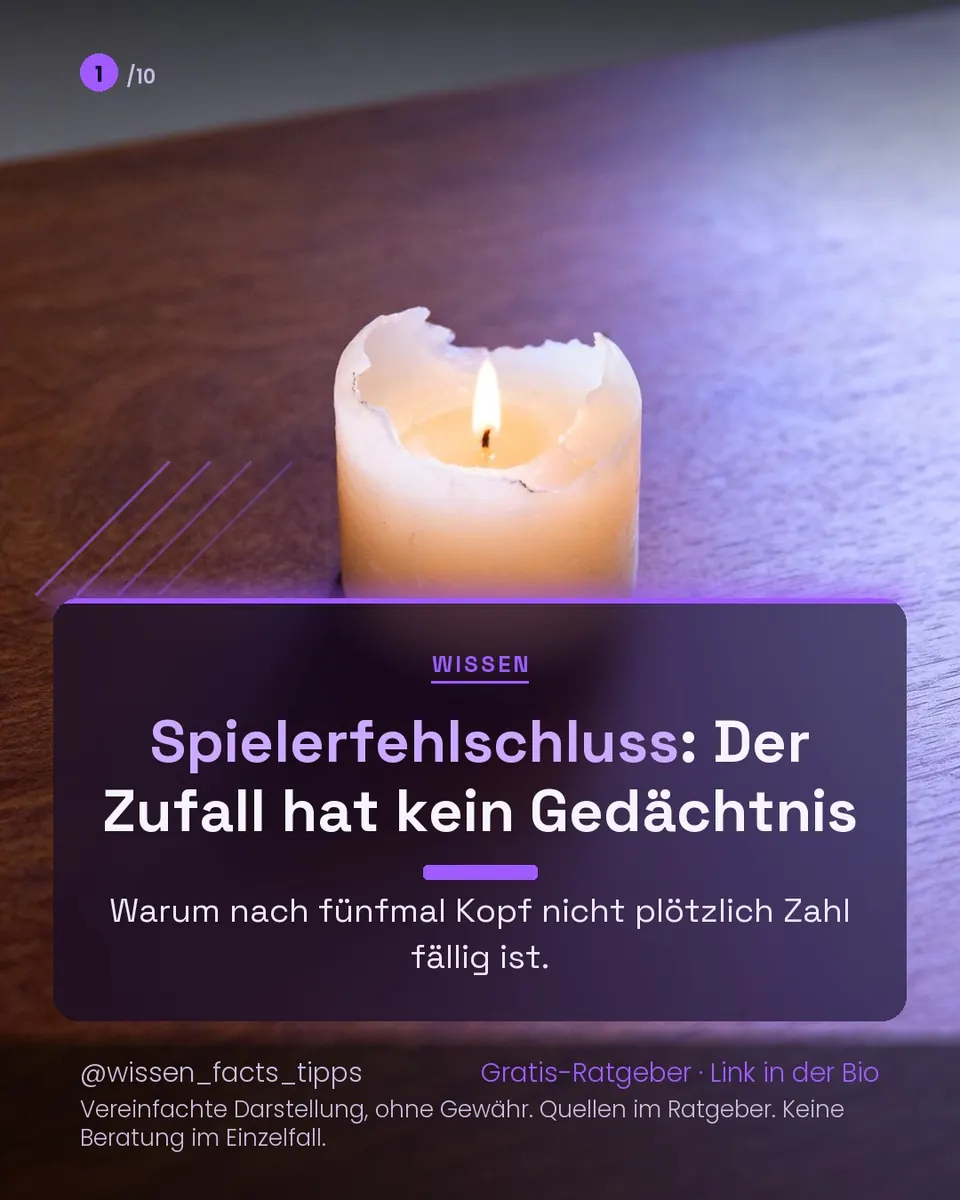 1 /10
WISSEN
Spielerfehlschluss: Der
Zufall hat kein Gedächtnis
Warum nach fünfmal Kopf nicht plötzlich Zahl
fällig ist.
@wissen_facts_tipps
Gratis-Ratgeber · Link in der Bio
Vereinfachte Darstellung, ohne Gewähr. Quellen im Ratgeber. Keine
Beratung im Einzelfall.